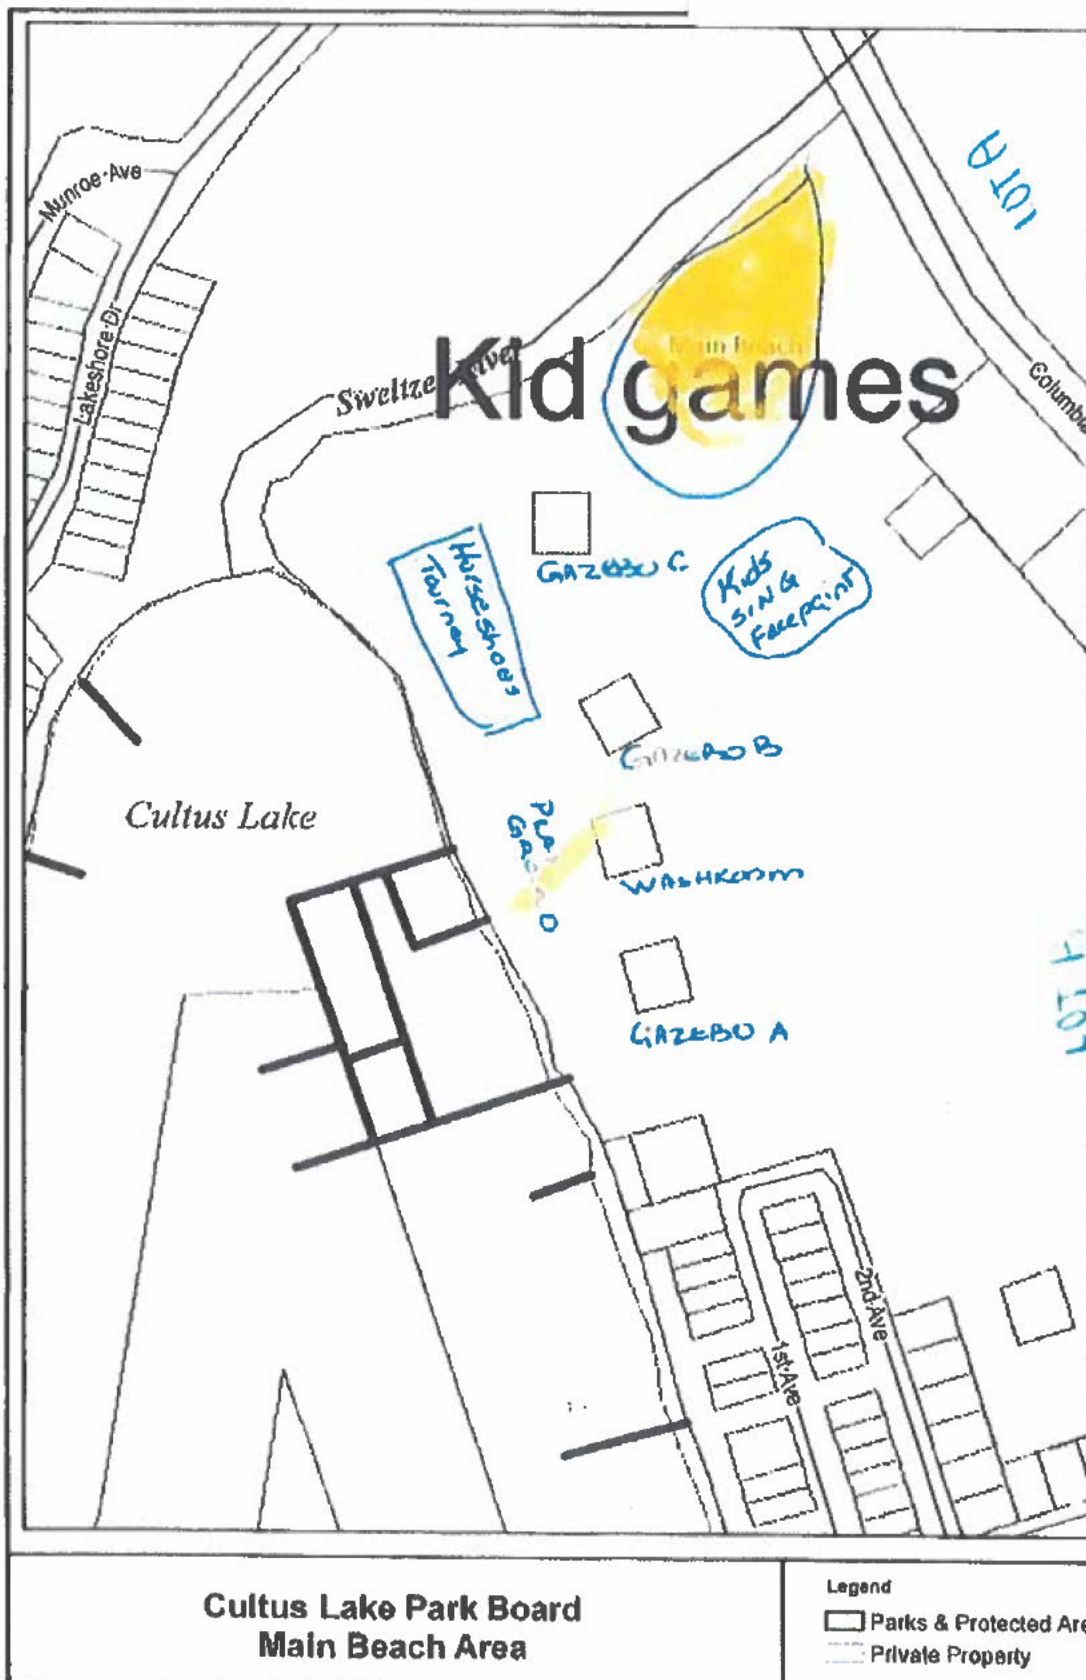 LOT A
Munroe Ave
Lakeshore Dr
Main Beach
Kid games
Sweltzer River
Columbia
GAZEBO C
Horseshoes
Tourney
Kids
SING
Facepaint
GAZEBO B
Cultus Lake
WASHROOM
GAZEBO A
2nd Ave
1st Ave
Cultus Lake Park Board
Main Beach Area
Legend
Parks & Protected Are
Private Property